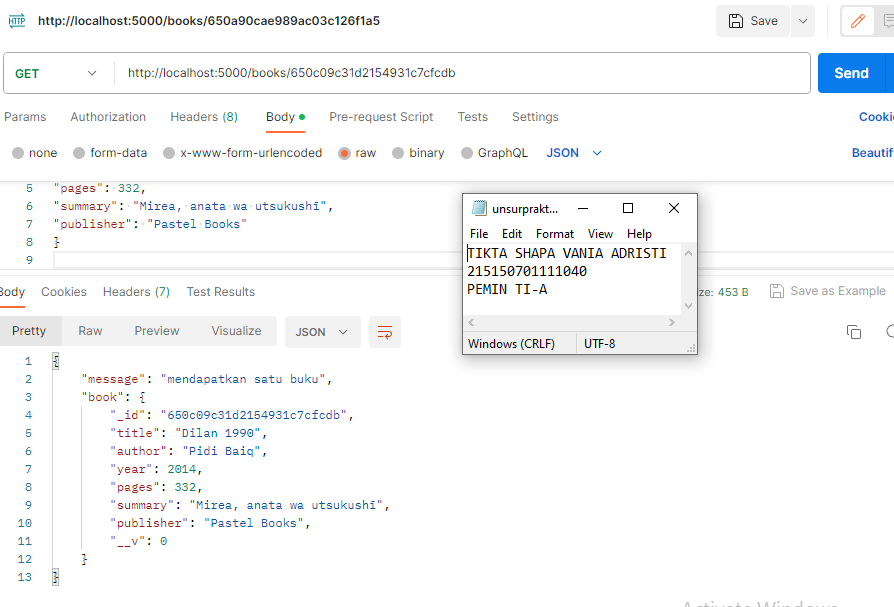 HTTP http://localhost:5000/books/650a90cae989ac03c126f1a5 Save
GET http://localhost:5000/books/650c09c31d2154931c7cfcdb Send
Params Authorization Headers (8) Body Pre-request Script Tests Settings Cooki
none form-data x-www-form-urlencoded raw binary GraphQL JSON Beautif
5 "pages": 332,
6 "summary": "Mirea, anata wa utsukushī",
7 "publisher": "Pastel Books"
8 }
9
unsurprakt...
File Edit Format View Help
TIKTA SHAPA VANIA ADRISTI
215150701111040
PEMIN TI-A
Windows (CRLF) UTF-8
Body Cookies Headers (7) Test Results ze: 453 B Save as Example
Pretty Raw Preview Visualize JSON
1 {
2 "message": "mendapatkan satu buku",
3 "book": {
4 "_id": "650c09c31d2154931c7cfcdb",
5 "title": "Dilan 1990",
6 "author": "Pidi Baiq",
7 "year": 2014,
8 "pages": 332,
9 "summary": "Mirea, anata wa utsukushī",
10 "publisher": "Pastel Books",
11 "__v": 0
12 }
13 }
Activate Windows